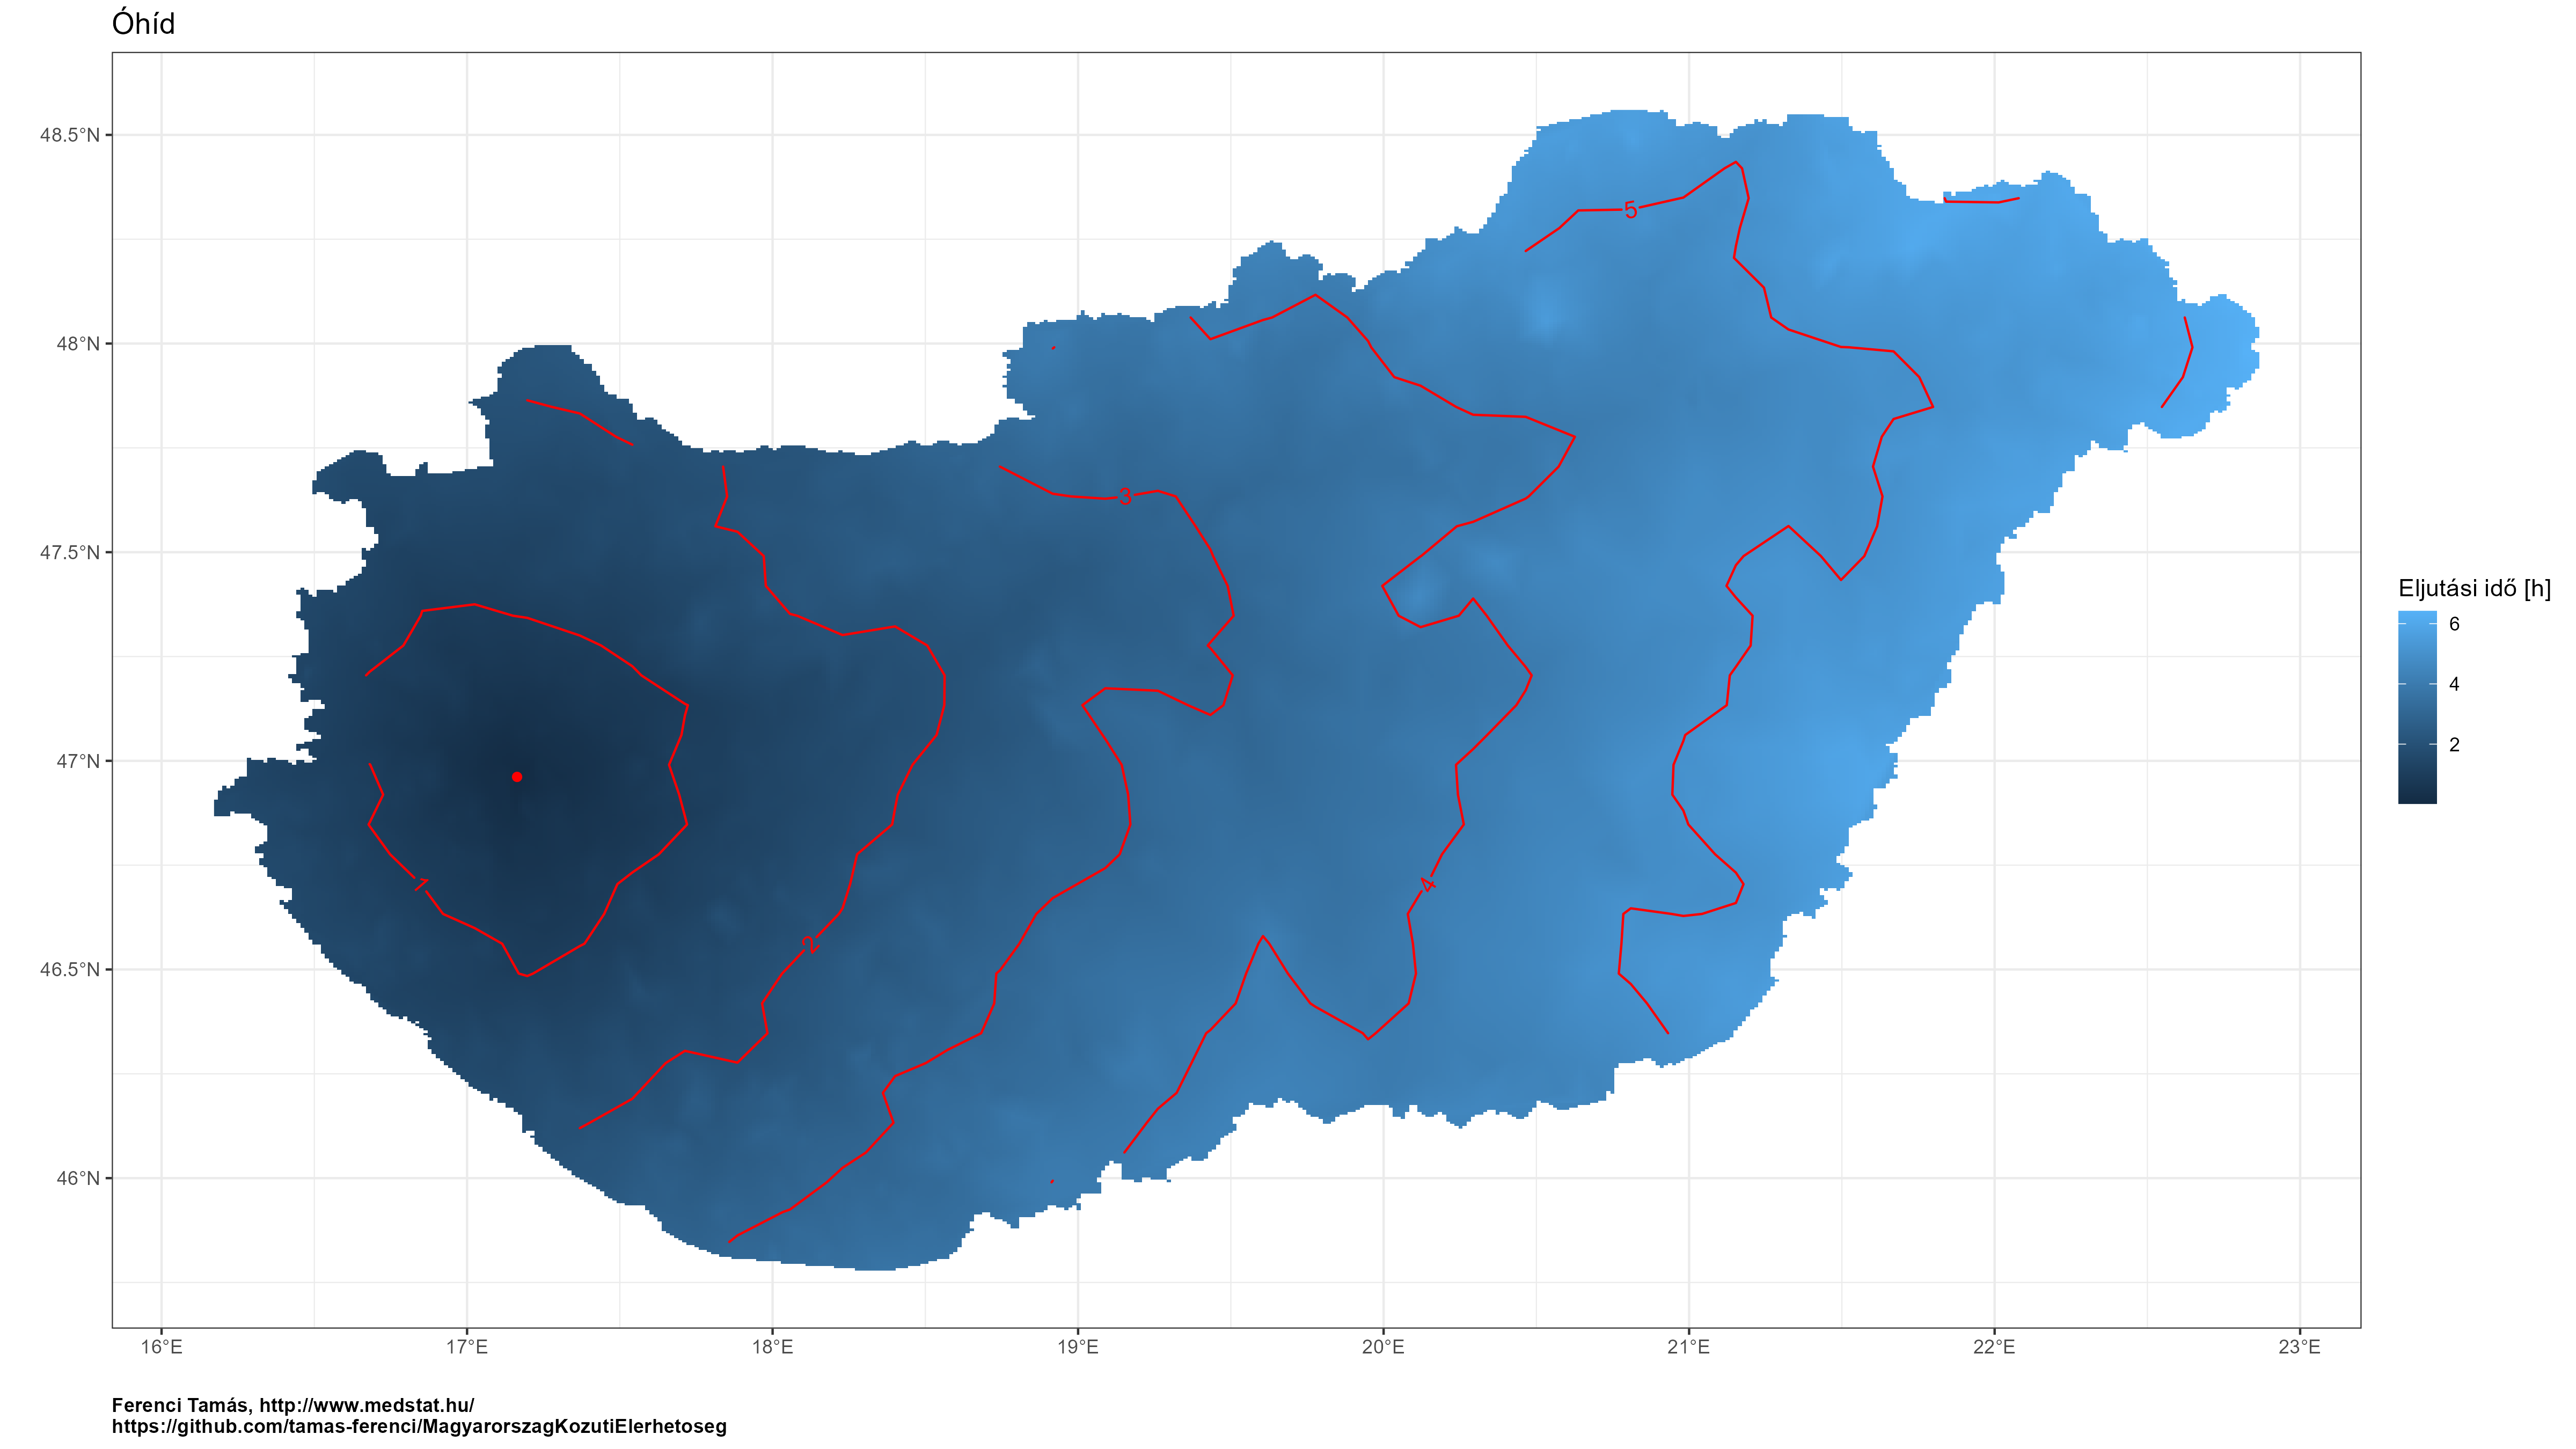 Óhíd
48.5°N
48°N
47.5°N
47°N
46.5°N
46°N
16°E
17°E
18°E
19°E
20°E
21°E
22°E
23°E
1
2
3
4
5
Eljutási idő [h]
6
4
2
Ferenci Tamás, http://www.medstat.hu/
https://github.com/tamas-ferenci/MagyarorszagKozutiElerhetoseg